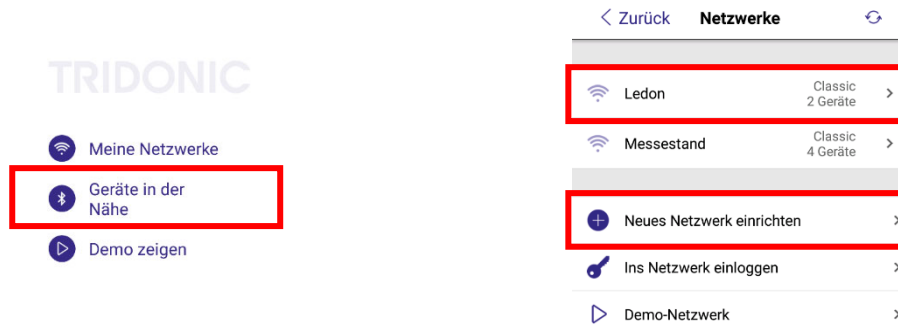 TRIDONIC
Meine Netzwerke
Geräte in der
Nähe
Demo zeigen
Zurück Netzwerke
Ledon
Classic
2 Geräte
Messestand
Classic
4 Geräte
Neues Netzwerk einrichten
Ins Netzwerk einloggen
Demo-Netzwerk